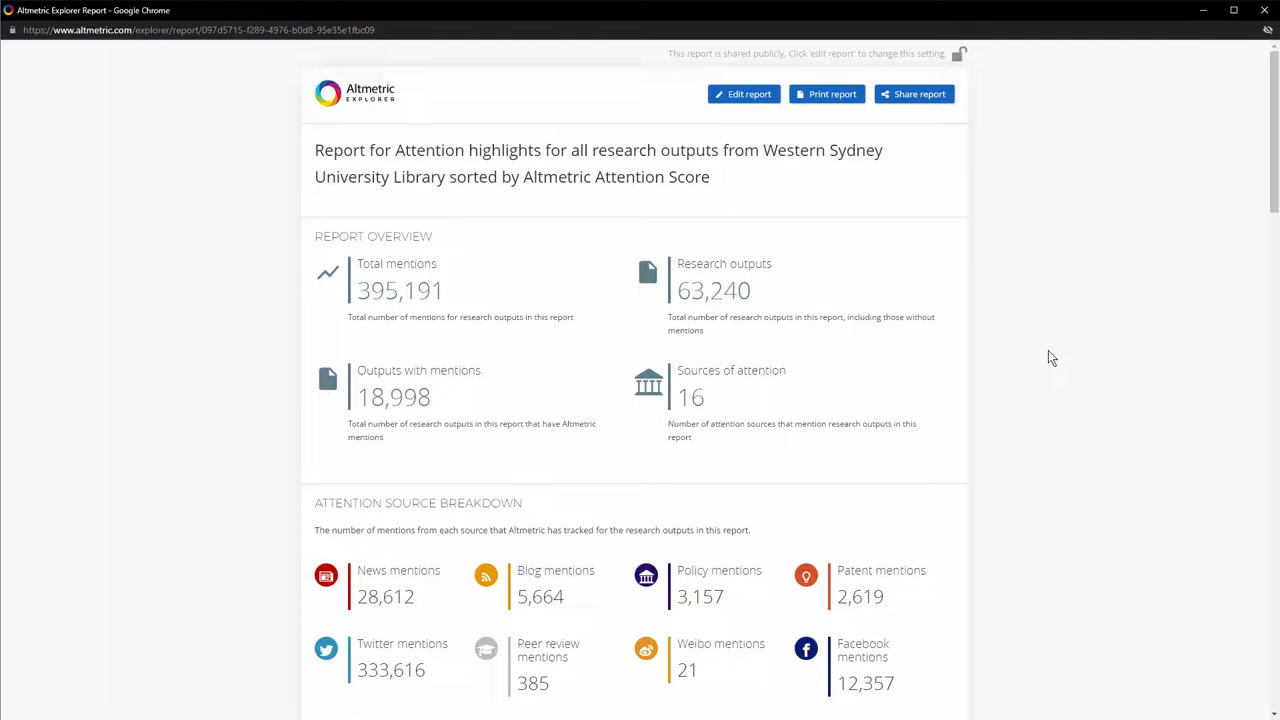 Altmetric Explorer Report - Google Chrome
https://www.altmetric.com/explorer/report/097d5715-f289-4976-b0d8-95e35e1fbc09
This report is shared publicly. Click 'edit report' to change this setting.
Altmetric
EXPLORER
Edit report
Print report
Share report
Report for Attention highlights for all research outputs from Western Sydney
University Library sorted by Altmetric Attention Score
REPORT OVERVIEW
Total mentions
395,191
Total number of mentions for research outputs in this report
Research outputs
63,240
Total number of research outputs in this report, including those without
mentions
Outputs with mentions
18,998
Total number of research outputs in this report that have Altmetric
mentions
Sources of attention
16
Number of attention sources that mention research outputs in this
report
ATTENTION SOURCE BREAKDOWN
The number of mentions from each source that Altmetric has tracked for the research outputs in this report.
News mentions
28,612
Blog mentions
5,664
Policy mentions
3,157
Patent mentions
2,619
Twitter mentions
333,616
Peer review
mentions
385
Weibo mentions
21
Facebook
mentions
12,357